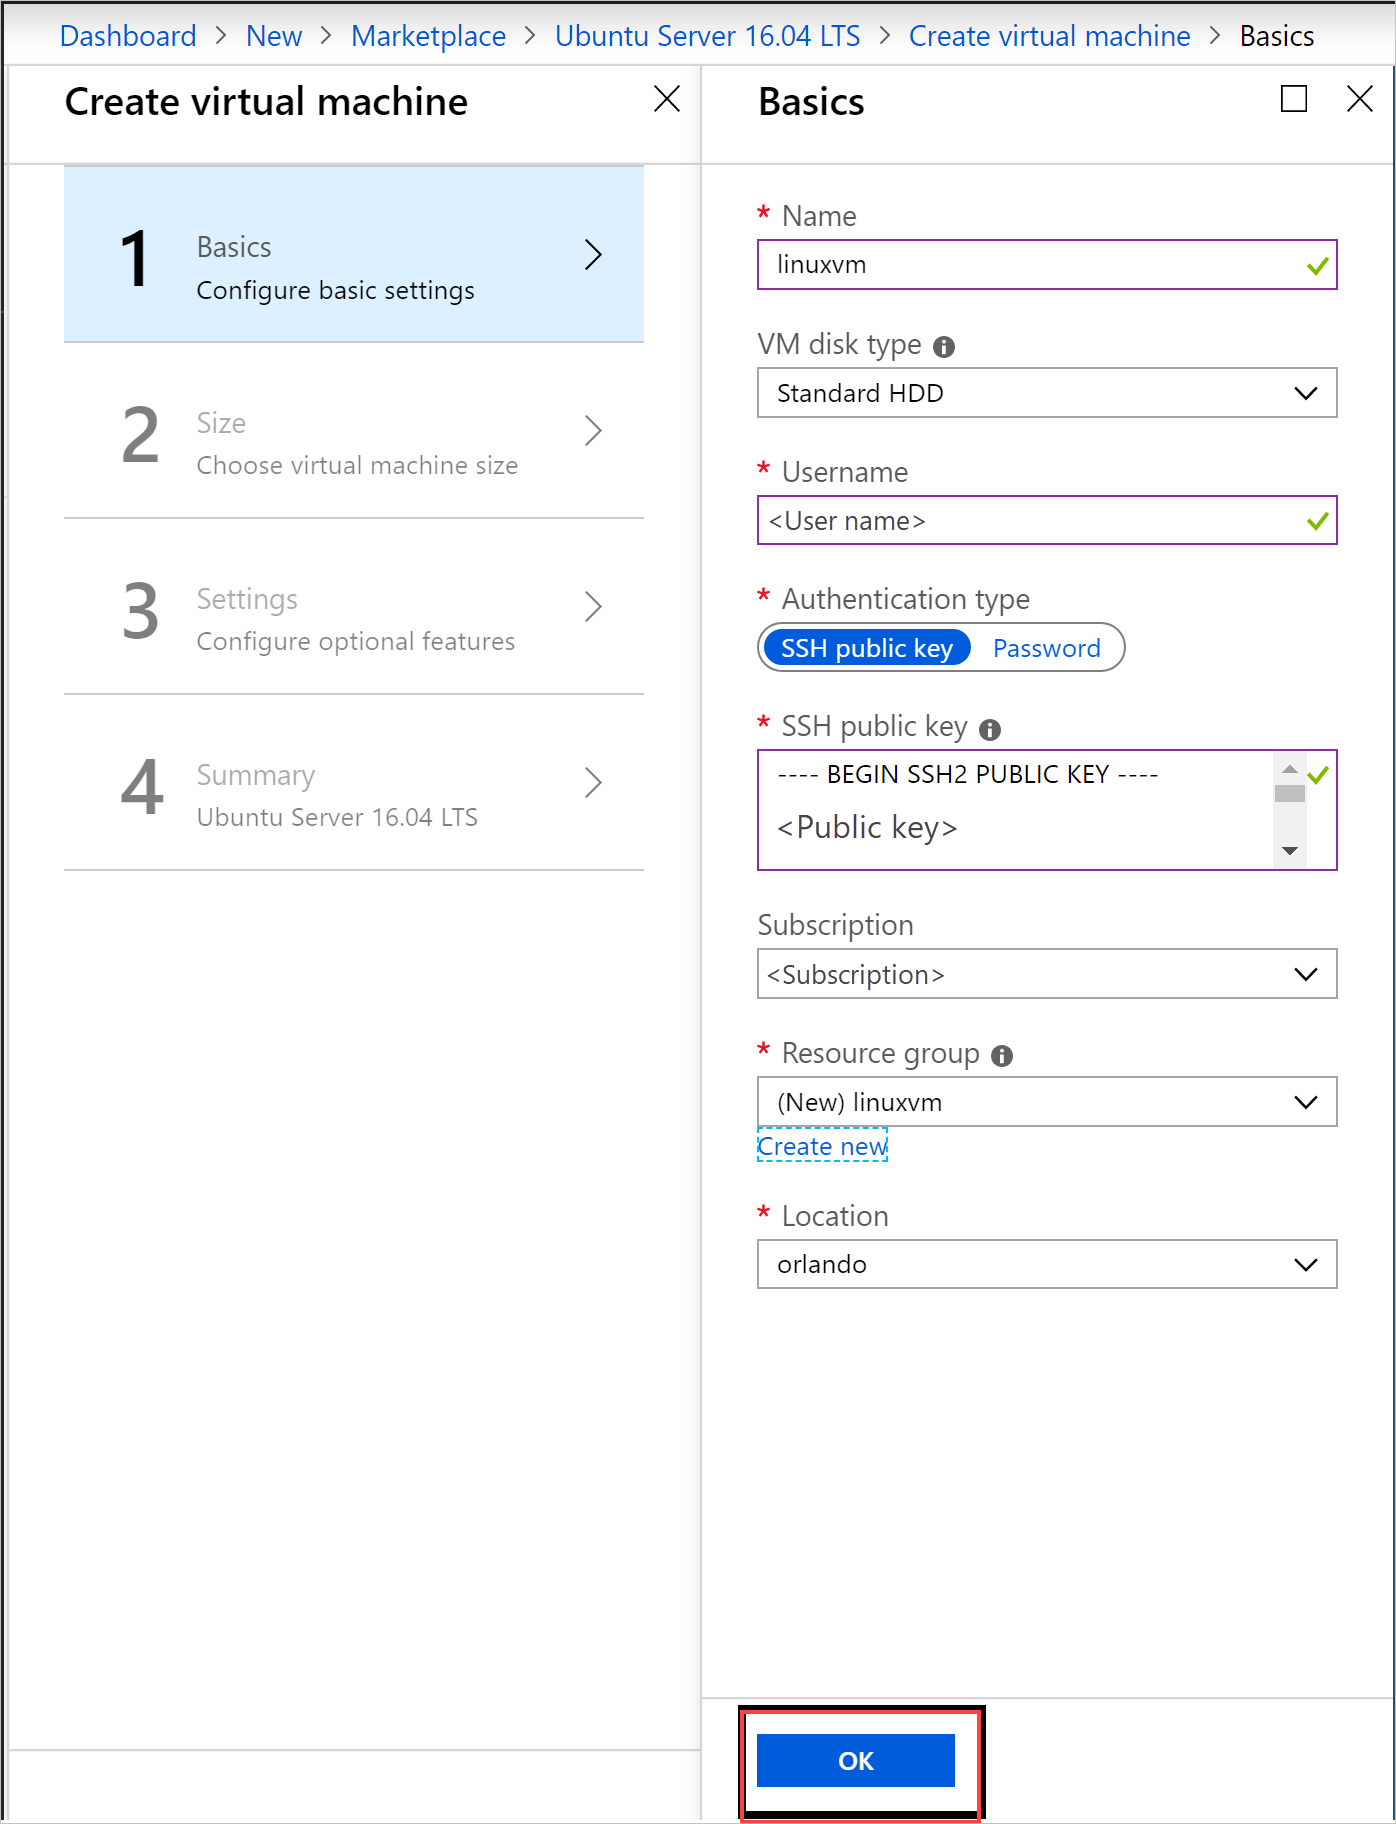 Dashboard > New > Marketplace > Ubuntu Server 16.04 LTS > Create virtual machine > Basics
Create virtual machine
1
Basics
Configure basic settings
2
Size
Choose virtual machine size
3
Settings
Configure optional features
4
Summary
Ubuntu Server 16.04 LTS
Basics
* Name
linuxvm
VM disk type
Standard HDD
* Username
<User name>
* Authentication type
SSH public key Password
* SSH public key
---- BEGIN SSH2 PUBLIC KEY ----
<Public key>
Subscription
<Subscription>
* Resource group
(New) linuxvm
Create new
* Location
orlando
OK